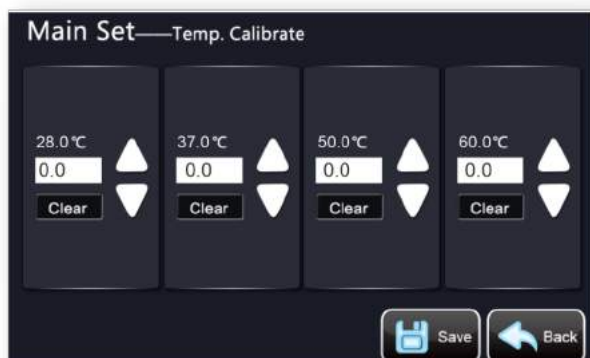 Main Set——Temp. Calibrate
28.0℃ 37.0℃ 50.0℃ 60.0℃
0.0 0.0 0.0 0.0
Clear Clear Clear Clear
Save Back